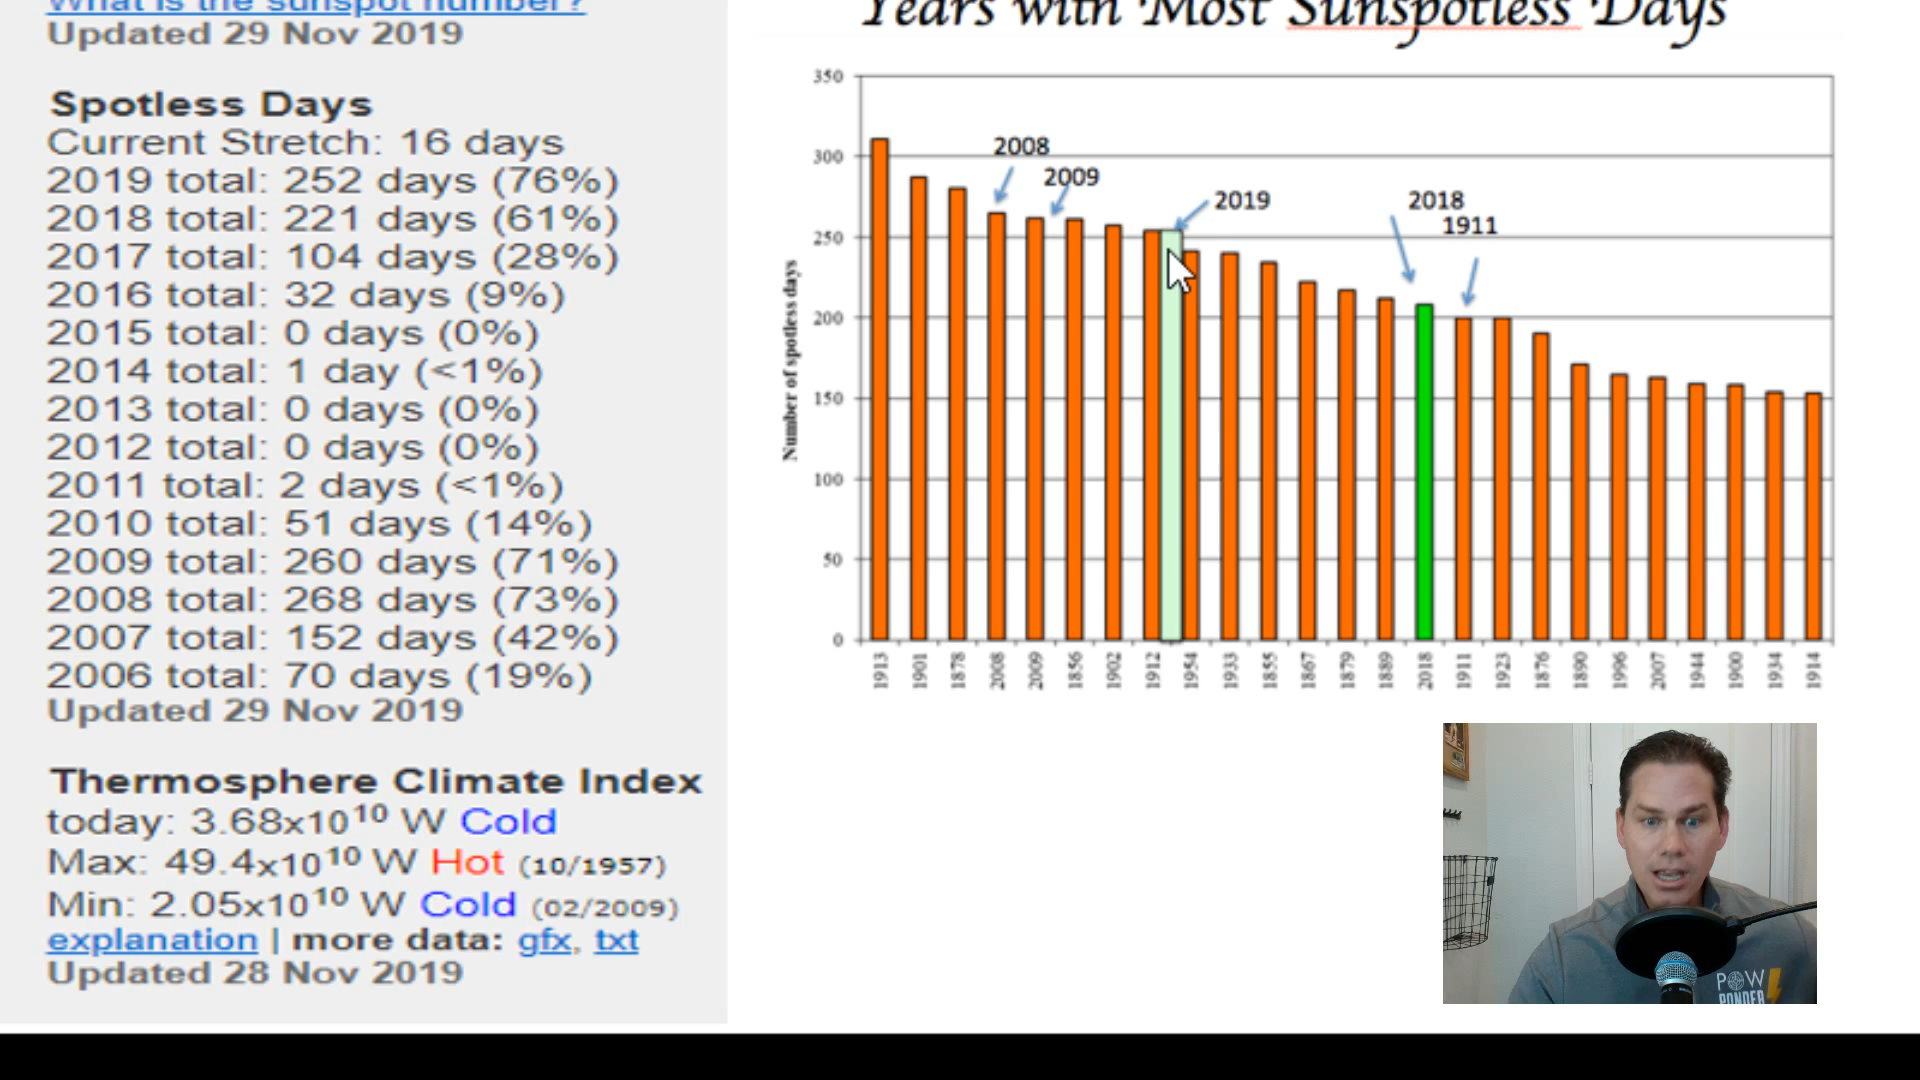 What is the sunspot number?
Updated 29 Nov 2019
Spotless Days
Current Stretch: 16 days
2019 total: 252 days (76%)
2018 total: 221 days (61%)
2017 total: 104 days (28%)
2016 total: 32 days (9%)
2015 total: 0 days (0%)
2014 total: 1 day (<1%)
2013 total: 0 days (0%)
2012 total: 0 days (0%)
2011 total: 2 days (<1%)
2010 total: 51 days (14%)
2009 total: 260 days (71%)
2008 total: 268 days (73%)
2007 total: 152 days (42%)
2006 total: 70 days (19%)
Updated 29 Nov 2019
Thermosphere Climate Index
today: 3.68x10¹⁰ W Cold
Max: 49.4x10¹⁰ W Hot (10/1957)
Min: 2.05x10¹⁰ W Cold (02/2009)
explanation | more data: gfx, txt
Updated 28 Nov 2019
Years with Most Sunspotless Days
Number of spotless days
350
300
250
200
150
100
50
0
2008
2009
2019
2018
1911
1913 1901 1878 2008 2009 1856 1902 1912 1954 1933 1855 1867 1879 1889 2018 1911 1923 1876 1890 1996 2007 1944 1900 1934 1914
POW
PONDER